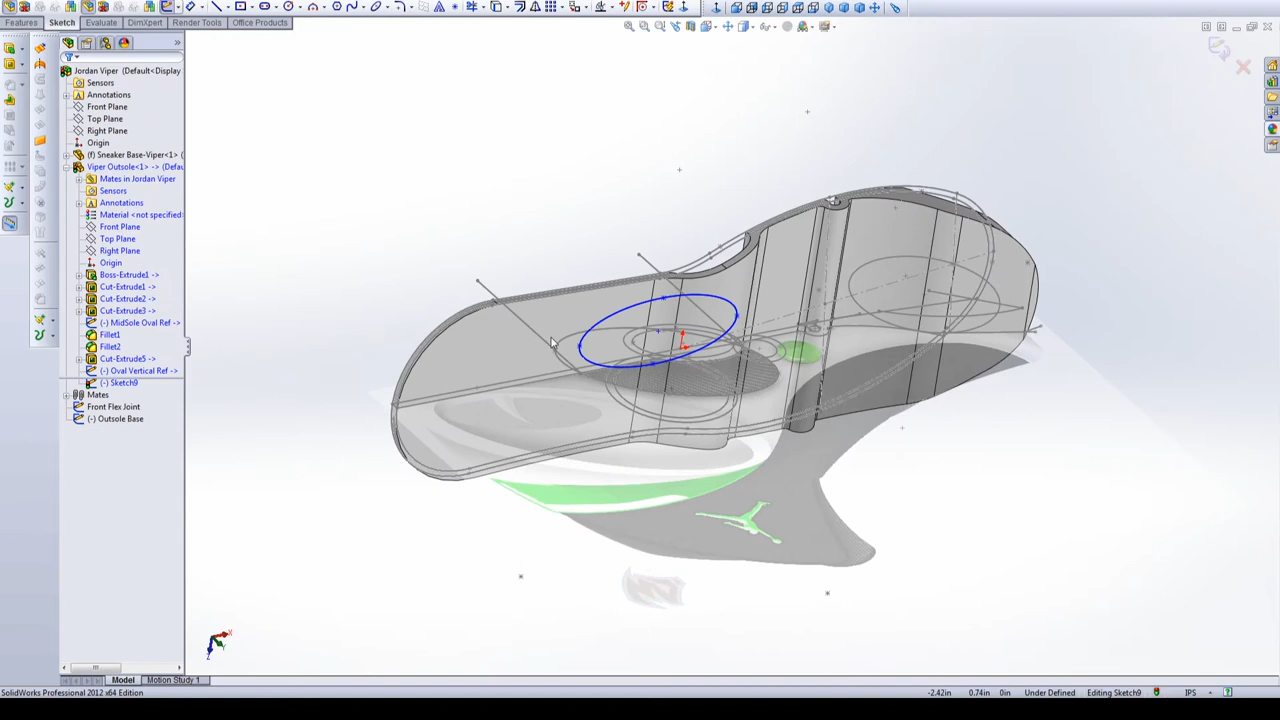 Features Sketch Evaluate DimXpert Render Tools Office Products
Jordan Viper (Default<Display
Sensors
Annotations
Front Plane
Top Plane
Right Plane
Origin
(f) Sneaker Base-Viper<1> (
Viper Outsole<1> -> (Defau
Mates in Jordan Viper
Sensors
Annotations
Material <not specified>
Front Plane
Top Plane
Right Plane
Origin
Boss-Extrude1 ->
Cut-Extrude1 ->
Cut-Extrude2 ->
Cut-Extrude3 ->
(-) MidSole Oval Ref ->
Fillet1
Fillet2
Cut-Extrude5 ->
(-) Oval Vertical Ref ->
(-) Sketch9
Mates
Front Flex Joint
(-) Outsole Base
Model Motion Study 1
SolidWorks Professional 2012 x64 Edition -2.42in 0.74in 0in Under Defined Editing Sketch9 IPS